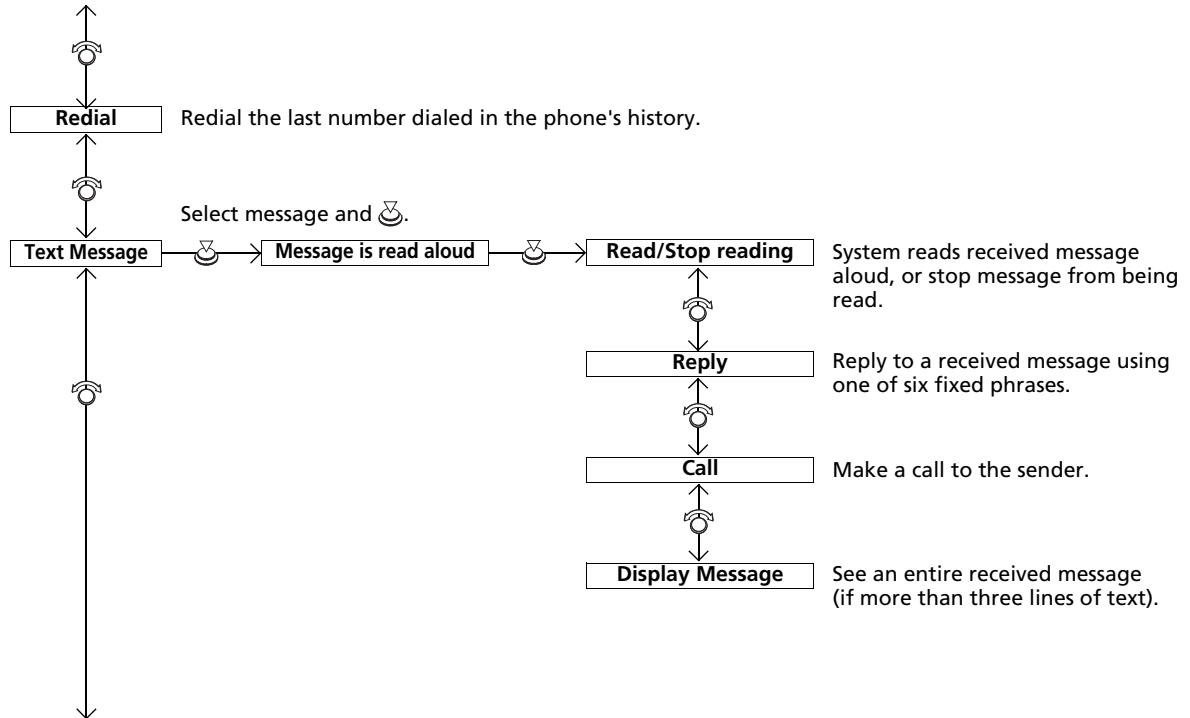 Redial
Redial the last number dialed in the phone's history.
Select message and .
Text Message
Message is read aloud
Read/Stop reading
System reads received message
aloud, or stop message from being
read.
Reply
Reply to a received message using
one of six fixed phrases.
Call
Make a call to the sender.
Display Message
See an entire received message
(if more than three lines of text).